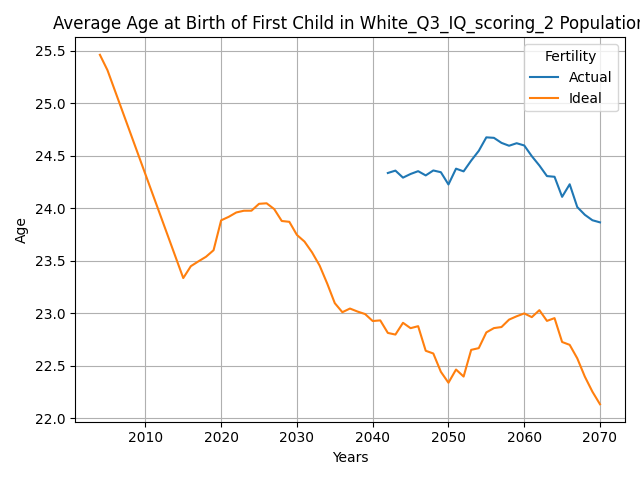 Average Age at Birth of First Child in White_Q3_IQ_scoring_2 Population
Fertility
Actual
Ideal
Age
25.5
25.0
24.5
24.0
23.5
23.0
22.5
22.0
2010 2020 2030 2040 2050 2060 2070
Years